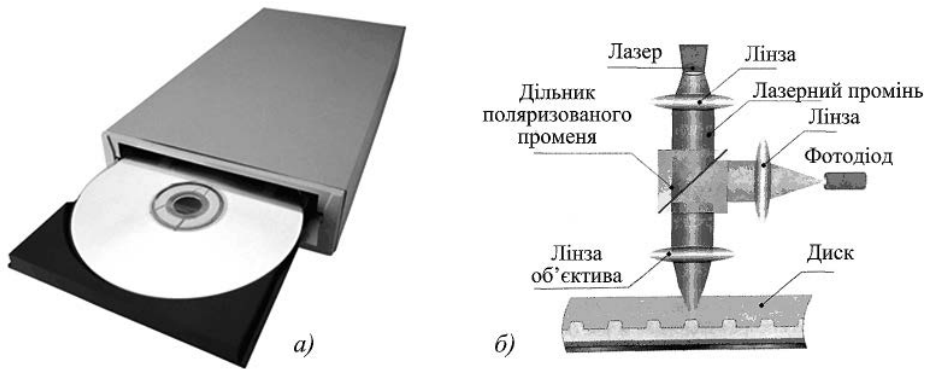 Лазер
Лінза
Дільник
поляризованого
променя
Лазерний промінь
Лінза
Фотодіод
Лінза
об’єктива
Диск
а)
б)